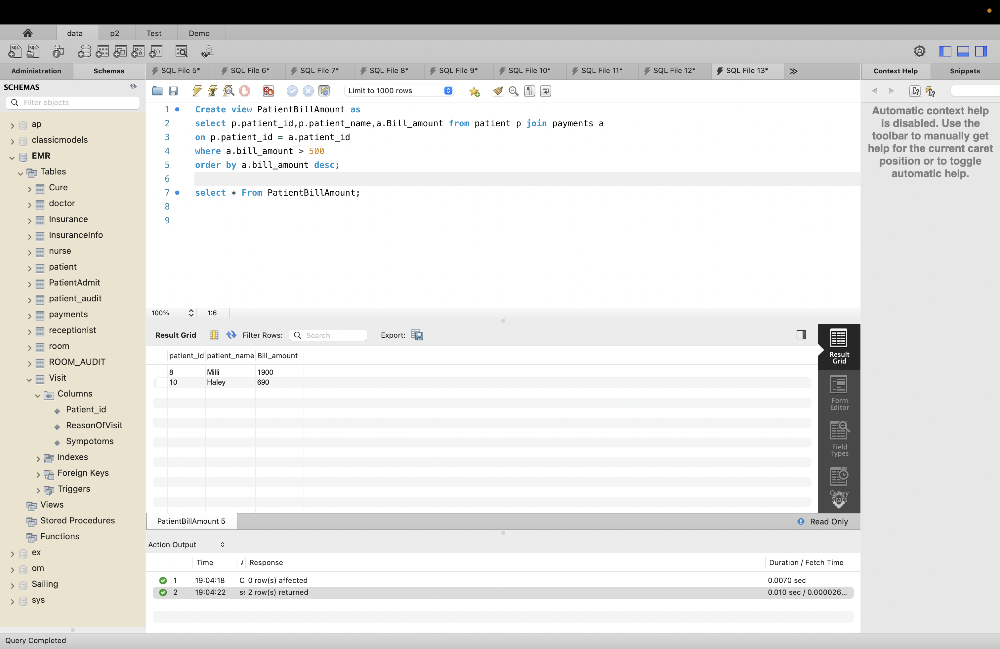 data p2 Test Demo
Administration Schemas
SQL File 5* SQL File 6* SQL File 7* SQL File 8* SQL File 9* SQL File 10* SQL File 11* SQL File 12* SQL File 13*
Context Help Snippets
SCHEMAS
Filter objects
ap
classicmodels
EMR
Tables
Cure
doctor
Insurance
InsuranceInfo
nurse
patient
PatientAdmit
patient_audit
payments
receptionist
room
ROOM_AUDIT
Visit
Columns
Patient_id
ReasonOfVisit
Sympotoms
Indexes
Foreign Keys
Triggers
Views
Stored Procedures
Functions
ex
om
Sailing
sys
Limit to 1000 rows
1 Create view PatientBillAmount as
2 select p.patient_id,p.patient_name,a.Bill_amount from patient p join payments a
3 on p.patient_id = a.patient_id
4 where a.bill_amount > 500
5 order by a.bill_amount desc;
6
7 select * From PatientBillAmount;
8
9
100% 1:6
Result Grid Filter Rows: Search Export:
patient_id patient_name Bill_amount
8 Milli 1900
10 Haley 690
Result
Grid
Form
Editor
Field
Types
Query
Stats
PatientBillAmount 5 Read Only
Action Output
Time Response Duration / Fetch Time
1 19:04:18 C 0 row(s) affected 0.0070 sec
2 19:04:22 2 row(s) returned 0.010 sec / 0.000026...
Automatic context help
is disabled. Use the
toolbar to manually get
help for the current caret
position or to toggle
automatic help.
Query Completed